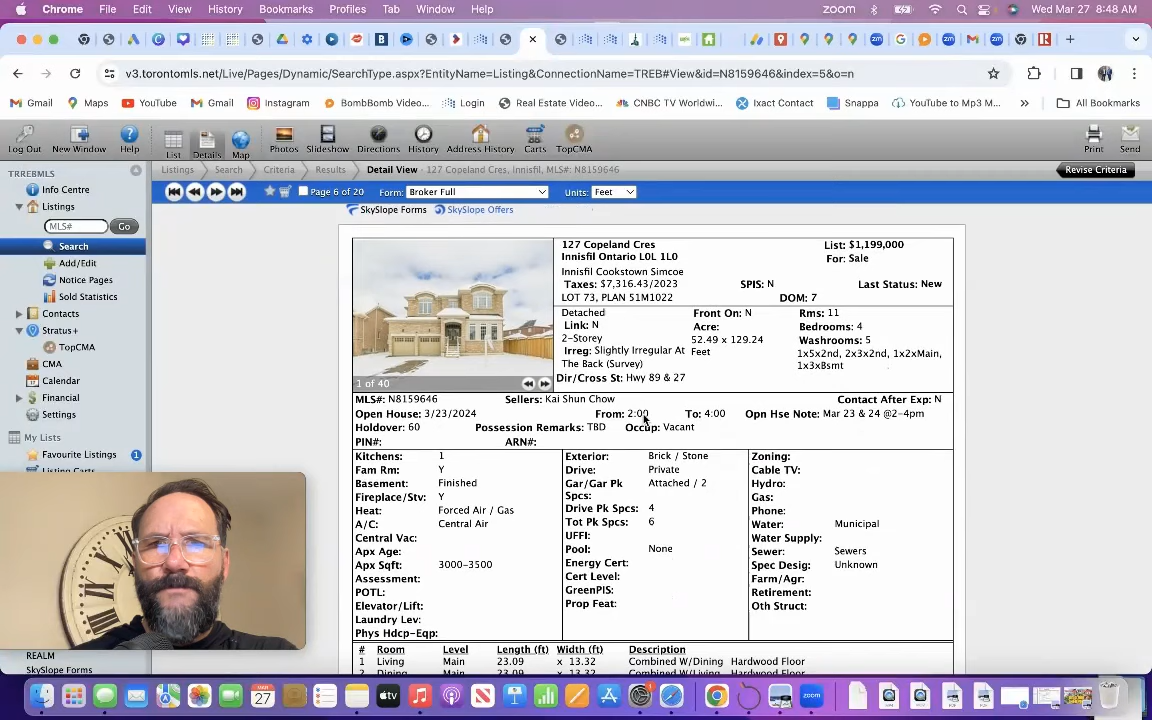 Chrome File Edit View History Bookmarks Profiles Tab Window Help zoom Wed Mar 27 8:48 AM
v3.torontomls.net/Live/Pages/Dynamic/SearchType.aspx?EntityName=Listing&ConnectionName=TREB#View&id=N8159646&index=5&o=n
Gmail Maps YouTube Gmail Instagram BombBomb Video... Login Real Estate Video... CNBC TV Worldwi... Ixact Contact Snappa YouTube to Mp3 M... » All Bookmarks
Log Out New Window Help List Details Map Photos Slideshow Directions History Address History Carts TopCMA Print Send
TRREBMLS
Listings Search Criteria Results Detail View - 127 Copeland Cres, Innisfil, MLS#: N8159646 Revise Criteria
Page 6 of 20 Form: Broker Full Units: Feet
SkySlope Forms SkySlope Offers
Info Centre
Listings
MLS# Go
Search
Add/Edit
Notice Pages
Sold Statistics
Contacts
Stratus+
TopCMA
CMA
Calendar
Financial
Settings
My Lists
Favourite Listings 1
Listing Carts
REALM
SkySlope Forms
1 of 40
127 Copeland Cres List: $1,199,000
Innisfil Ontario L0L 1L0 For: Sale
Innisfil Cookstown Simcoe
Taxes: $7,316.43/2023 SPIS: N Last Status: New
LOT 73, PLAN 51M1022 DOM: 7
Detached Front On: N Rms: 11
Link: N Acre: Bedrooms: 4
2-Storey 52.49 x 129.24 Washrooms: 5
Irreg: Slightly Irregular At Feet 1x5x2nd, 2x3x2nd, 1x2xMain,
The Back (Survey) 1x3xBsmt
Dir/Cross St: Hwy 89 & 27
MLS#: N8159646 Sellers: Kai Shun Chow Contact After Exp: N
Open House: 3/23/2024 From: 2:00 To: 4:00 Opn Hse Note: Mar 23 & 24 @2-4pm
Holdover: 60 Possession Remarks: TBD Occup: Vacant
PIN#: ARN#:
Kitchens: 1 Exterior: Brick / Stone Zoning:
Fam Rm: Y Drive: Private Cable TV:
Basement: Finished Gar/Gar Pk Attached / 2 Hydro:
Fireplace/Stv: Y Spcs: Gas:
Heat: Forced Air / Gas Drive Pk Spcs: 4 Phone:
A/C: Central Air Tot Pk Spcs: 6 Water: Municipal
Central Vac: UFFI: Water Supply:
Apx Age: Pool: None Sewer: Sewers
Apx Sqft: 3000-3500 Energy Cert: Spec Desig: Unknown
Assessment: Cert Level: Farm/Agr:
POTL: GreenPIS: Retirement:
Elevator/Lift: Prop Feat: Oth Struct:
Laundry Lev:
Phys Hdcp-Eqp:
# Room Level Length (ft) Width (ft) Description
1 Living Main 23.09 x 13.32 Combined W/Dining Hardwood Floor